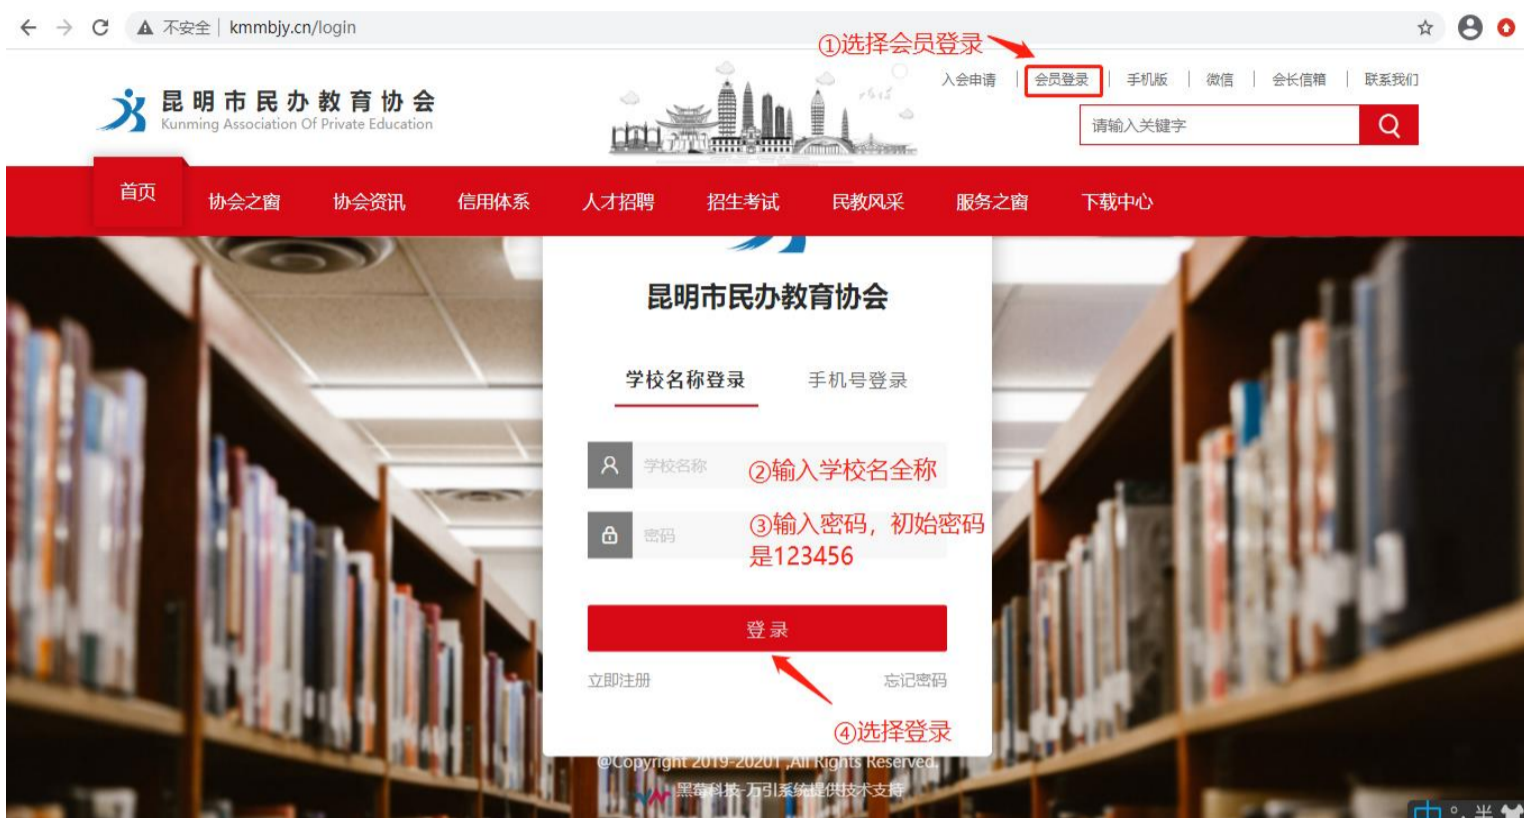 不安全 | kmmbjy.cn/login
①选择会员登录
入会申请 | 会员登录 | 手机版 | 微信 | 会长信箱 | 联系我们
昆明市民办教育协会
Kunming Association Of Private Education
请输入关键字
首页 协会之窗 协会资讯 信用体系 人才招聘 招生考试 民教风采 服务之窗 下载中心
昆明市民办教育协会
学校名称登录 手机号登录
学校名称 ②输入学校名全称
密码 ③输入密码，初始密码
是123456
登录
立即注册 忘记密码
④选择登录
@Copyright 2019-20201 ,All Rights Reserved.
黑莓科技-万引系统提供技术支持
中 °, 半